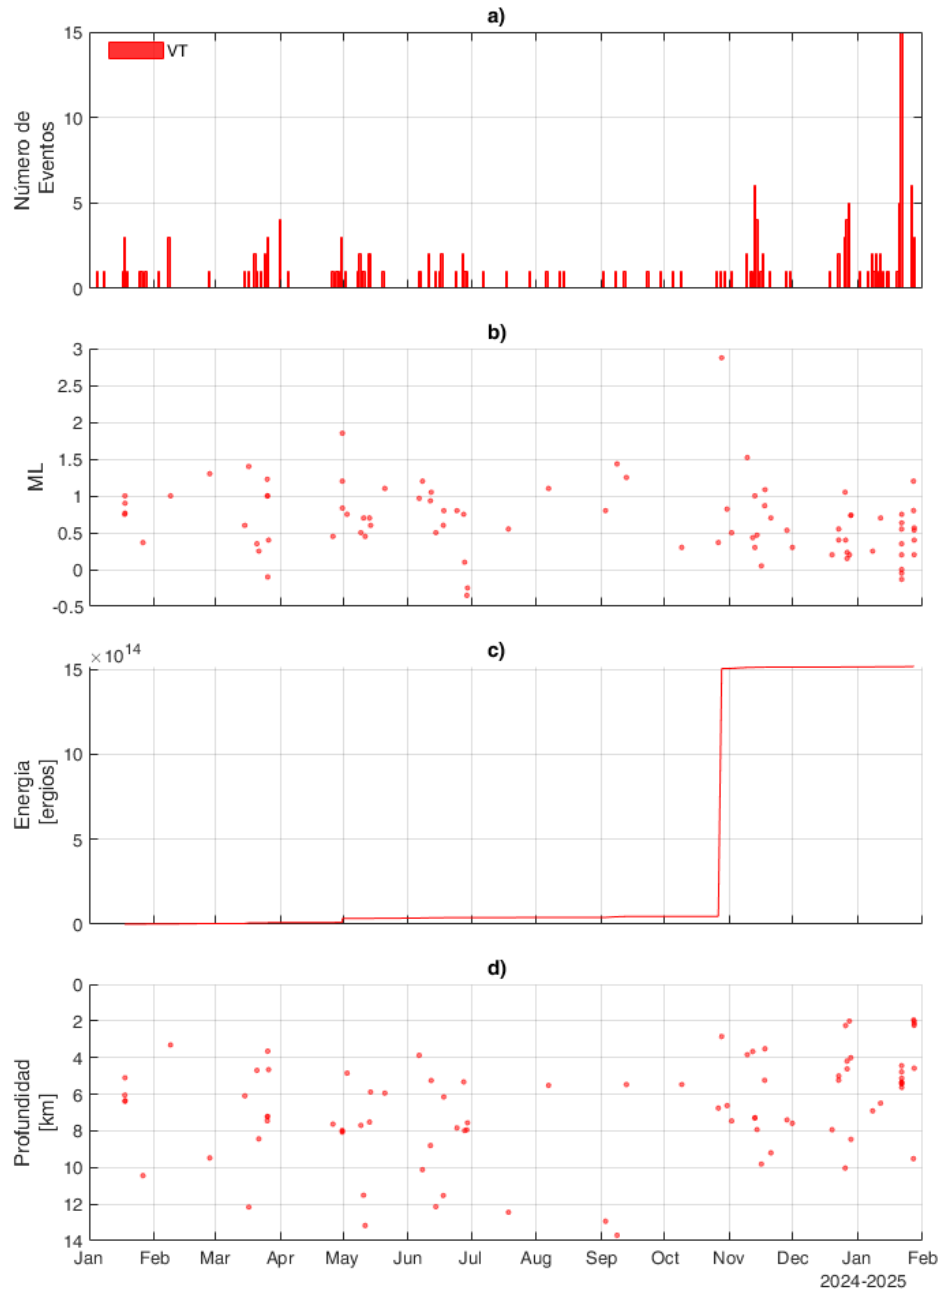 a)
15
VT
10
5
0
Número de
Eventos
b)
3
2.5
2
1.5
1
0.5
0
-0.5
ML
c)
×10^14
15
10
5
0
Energia
[ergios]
d)
0
2
4
6
8
10
12
14
Profundidad
[km]
Jan Feb Mar Apr May Jun Jul Aug Sep Oct Nov Dec Jan Feb
2024-2025